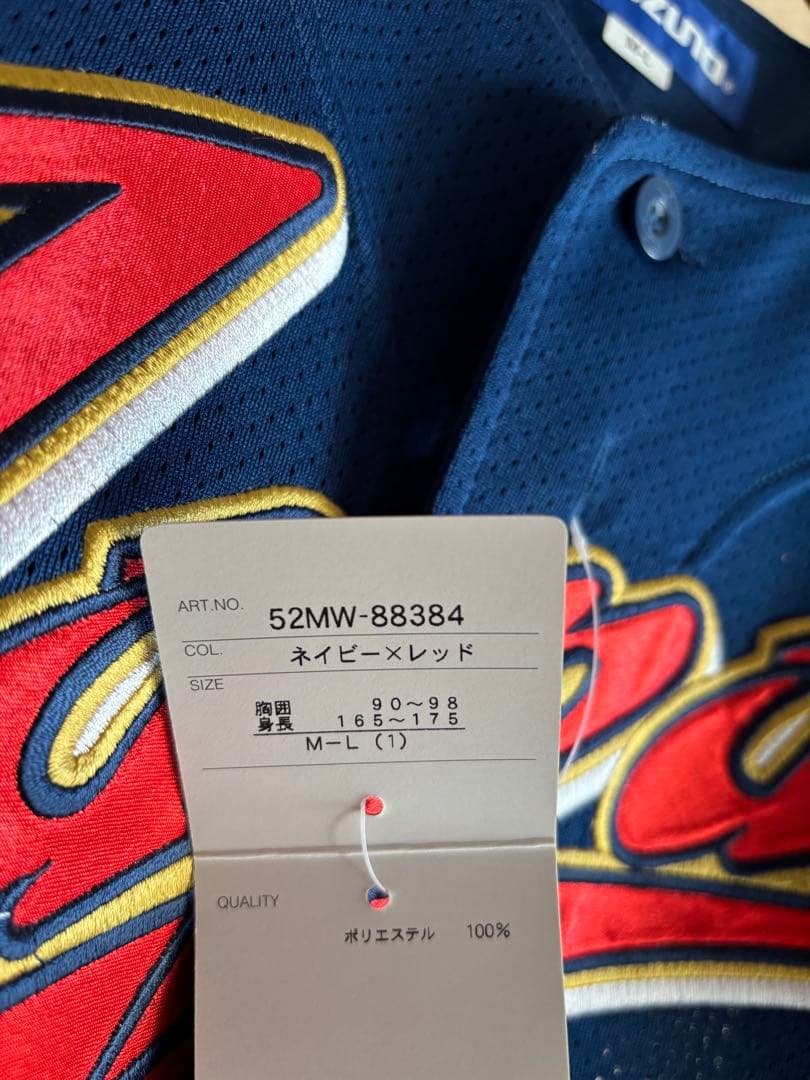 ART.NO. 52MW-88384
COL. ネイビー×レッド
SIZE
胸囲 90～98
身長 165～175
M－L（1）
QUALITY
ポリエステル 100%